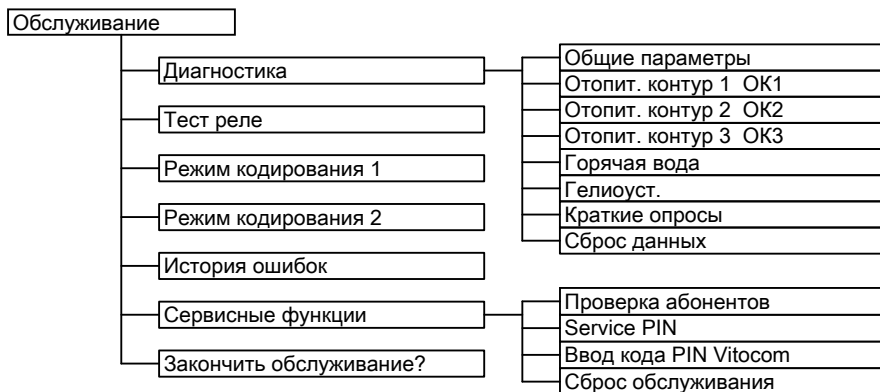 Обслуживание
Диагностика
Общие параметры
Отопит. контур 1 ОК1
Отопит. контур 2 ОК2
Отопит. контур 3 ОК3
Горячая вода
Гелиоуст.
Краткие опросы
Сброс данных
Тест реле
Режим кодирования 1
Режим кодирования 2
История ошибок
Сервисные функции
Проверка абонентов
Service PIN
Ввод кода PIN Vitocom
Сброс обслуживания
Закончить обслуживание?